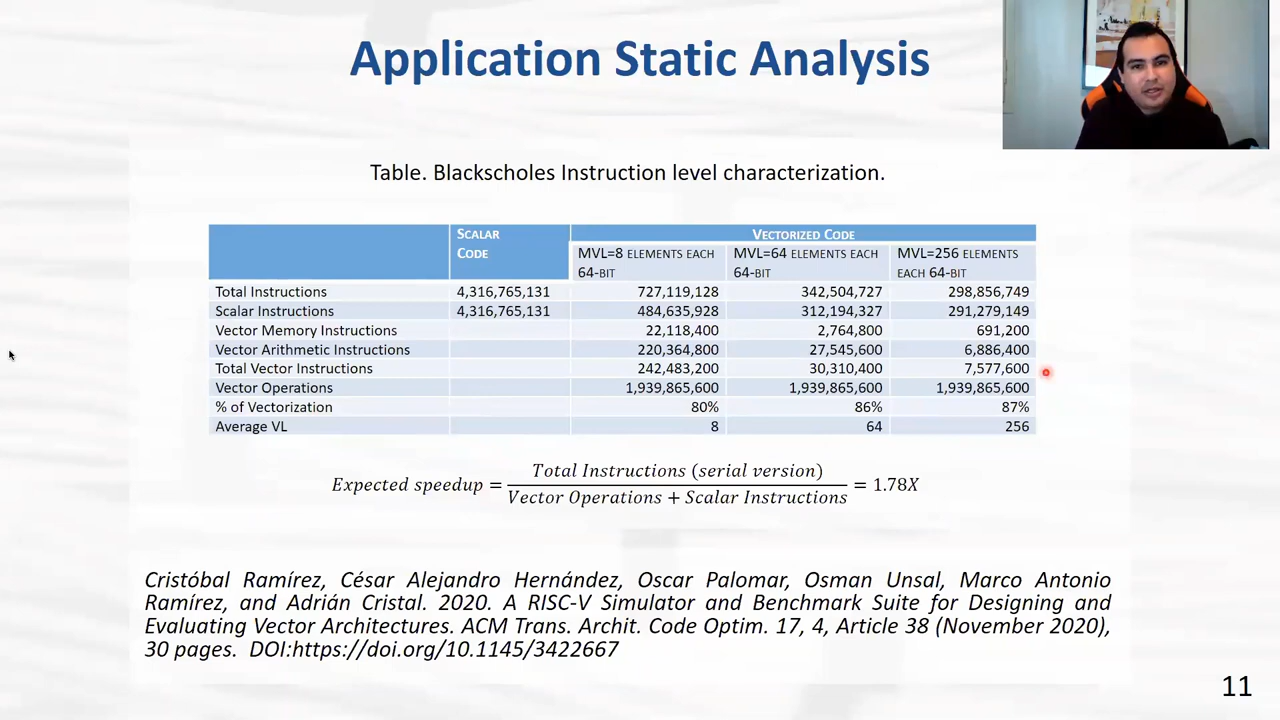 Application Static Analysis
Table. Blackscholes Instruction level characterization.
SCALAR CODE
VECTORIZED CODE
MVL=8 ELEMENTS EACH 64-BIT
MVL=64 ELEMENTS EACH 64-BIT
MVL=256 ELEMENTS EACH 64-BIT
Total Instructions 4,316,765,131 727,119,128 342,504,727 298,856,749
Scalar Instructions 4,316,765,131 484,635,928 312,194,327 291,279,149
Vector Memory Instructions 22,118,400 2,764,800 691,200
Vector Arithmetic Instructions 220,364,800 27,545,600 6,886,400
Total Vector Instructions 242,483,200 30,310,400 7,577,600
Vector Operations 1,939,865,600 1,939,865,600 1,939,865,600
% of Vectorization 80% 86% 87%
Average VL 8 64 256
Expected speedup = Total Instructions (serial version) / Vector Operations + Scalar Instructions = 1.78X
Cristóbal Ramírez, César Alejandro Hernández, Oscar Palomar, Osman Unsal, Marco Antonio
Ramírez, and Adrián Cristal. 2020. A RISC-V Simulator and Benchmark Suite for Designing and
Evaluating Vector Architectures. ACM Trans. Archit. Code Optim. 17, 4, Article 38 (November 2020),
30 pages. DOI:https://doi.org/10.1145/3422667
11